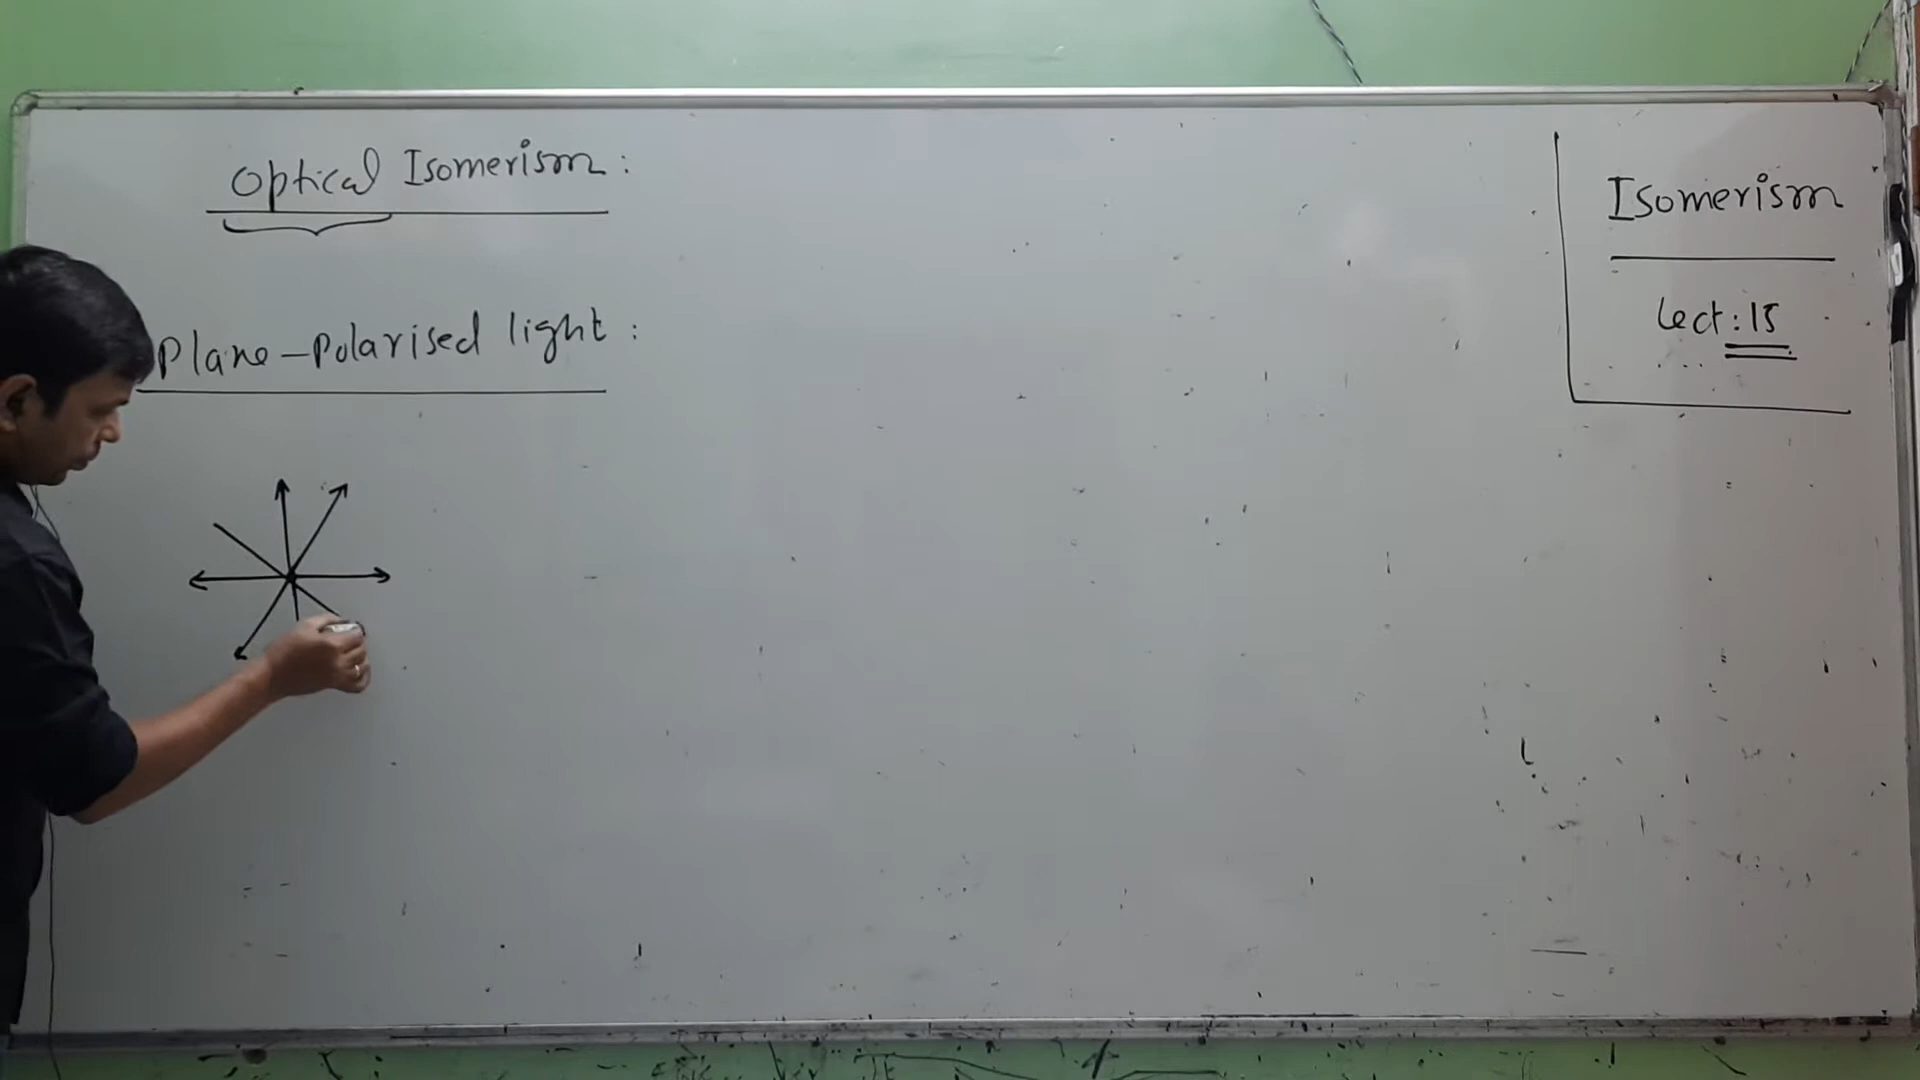 Optical Isomerism :
Plane-polarised light :
Isomerism
Lect : 15